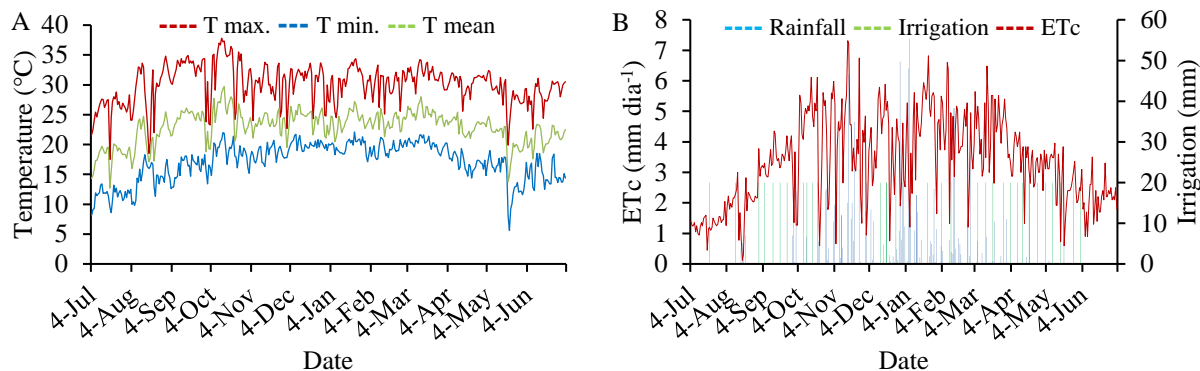 A
T max. T min. T mean
Temperature (°C)
40
35
30
25
20
15
10
5
0
4-Jul
4-Aug
4-Sep
4-Oct
4-Nov
4-Dec
4-Jan
4-Feb
4-Mar
4-Apr
4-May
4-Jun
Date
B
Rainfall Irrigation ETc
ETc (mm dia-1)
8
7
6
5
4
3
2
1
0
60
50
40
30
20
10
0
Irrigation (mm)
4-Jul
4-Aug
4-Sep
4-Oct
4-Nov
4-Dec
4-Jan
4-Feb
4-Mar
4-Apr
4-May
4-Jun
Date